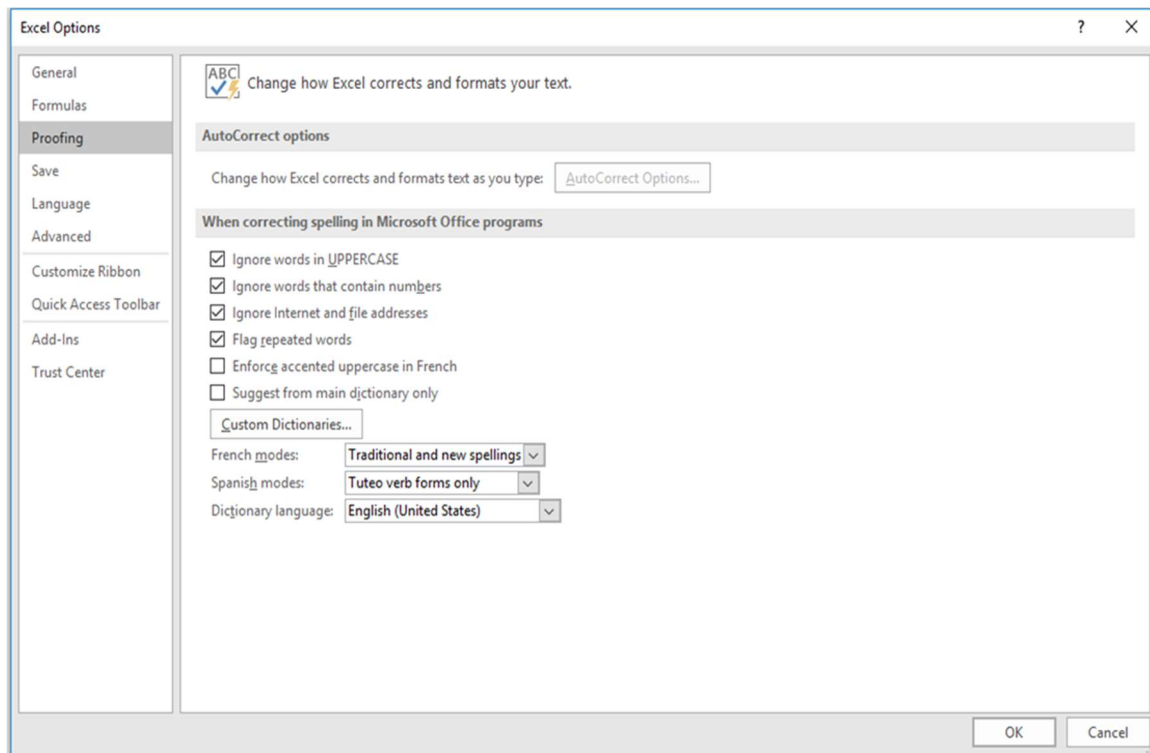 Excel Options
?
General
Formulas
Proofing
Save
Language
Advanced
Customize Ribbon
Quick Access Toolbar
Add-Ins
Trust Center
ABC
Change how Excel corrects and formats your text.
AutoCorrect options
Change how Excel corrects and formats text as you type: AutoCorrect Options...
When correcting spelling in Microsoft Office programs
Ignore words in UPPERCASE
Ignore words that contain numbers
Ignore Internet and file addresses
Flag repeated words
Enforce accented uppercase in French
Suggest from main dictionary only
Custom Dictionaries...
French modes: Traditional and new spellings
Spanish modes: Tuteo verb forms only
Dictionary language: English (United States)
OK Cancel